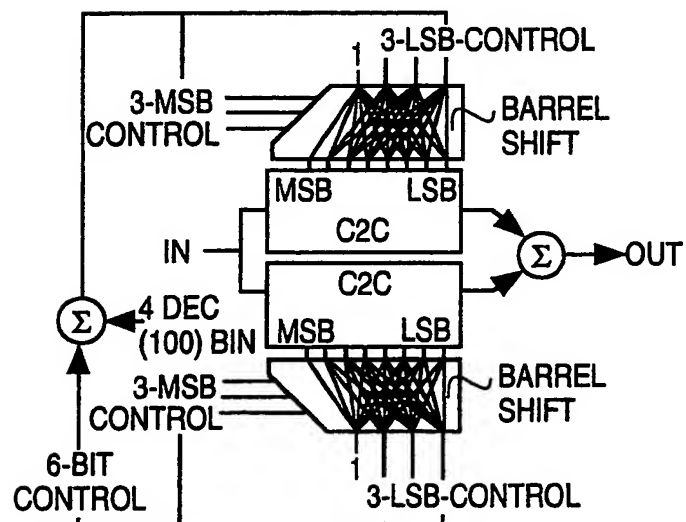 1 3-LSB-CONTROL
3-MSB
CONTROL
BARREL
SHIFT
MSB LSB
C2C
IN
Σ OUT
C2C
MSB LSB
Σ 4 DEC
(100) BIN
3-MSB
CONTROL
BARREL
SHIFT
6-BIT
CONTROL
1
3-LSB-CONTROL